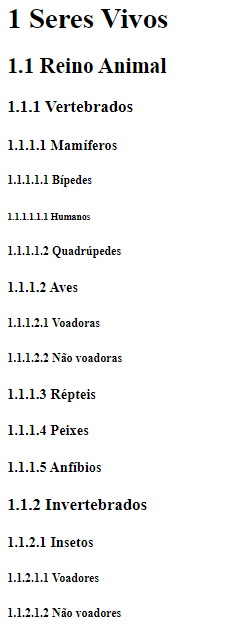 1 Seres Vivos
1.1 Reino Animal
1.1.1 Vertebrados
1.1.1.1 Mamíferos
1.1.1.1.1 Bípedes
1.1.1.1.1.1 Humanos
1.1.1.1.2 Quadrúpedes
1.1.1.2 Aves
1.1.1.2.1 Voadoras
1.1.1.2.2 Não voadoras
1.1.1.3 Répteis
1.1.1.4 Peixes
1.1.1.5 Anfíbios
1.1.2 Invertebrados
1.1.2.1 Insetos
1.1.2.1.1 Voadores
1.1.2.1.2 Não voadores